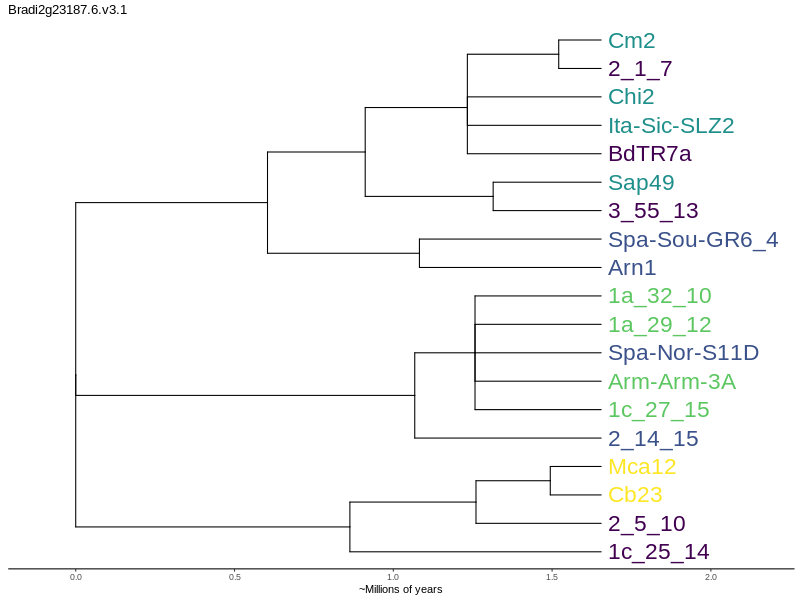 Bradi2g23187.6.v3.1
Cm2
2_1_7
Chi2
Ita-Sic-SLZ2
BdTR7a
Sap49
3_55_13
Spa-Sou-GR6_4
Arn1
1a_32_10
1a_29_12
Spa-Nor-S11D
Arm-Arm-3A
1c_27_15
2_14_15
Mca12
Cb23
2_5_10
1c_25_14
0.0 0.5 1.0 1.5 2.0
~Millions of years